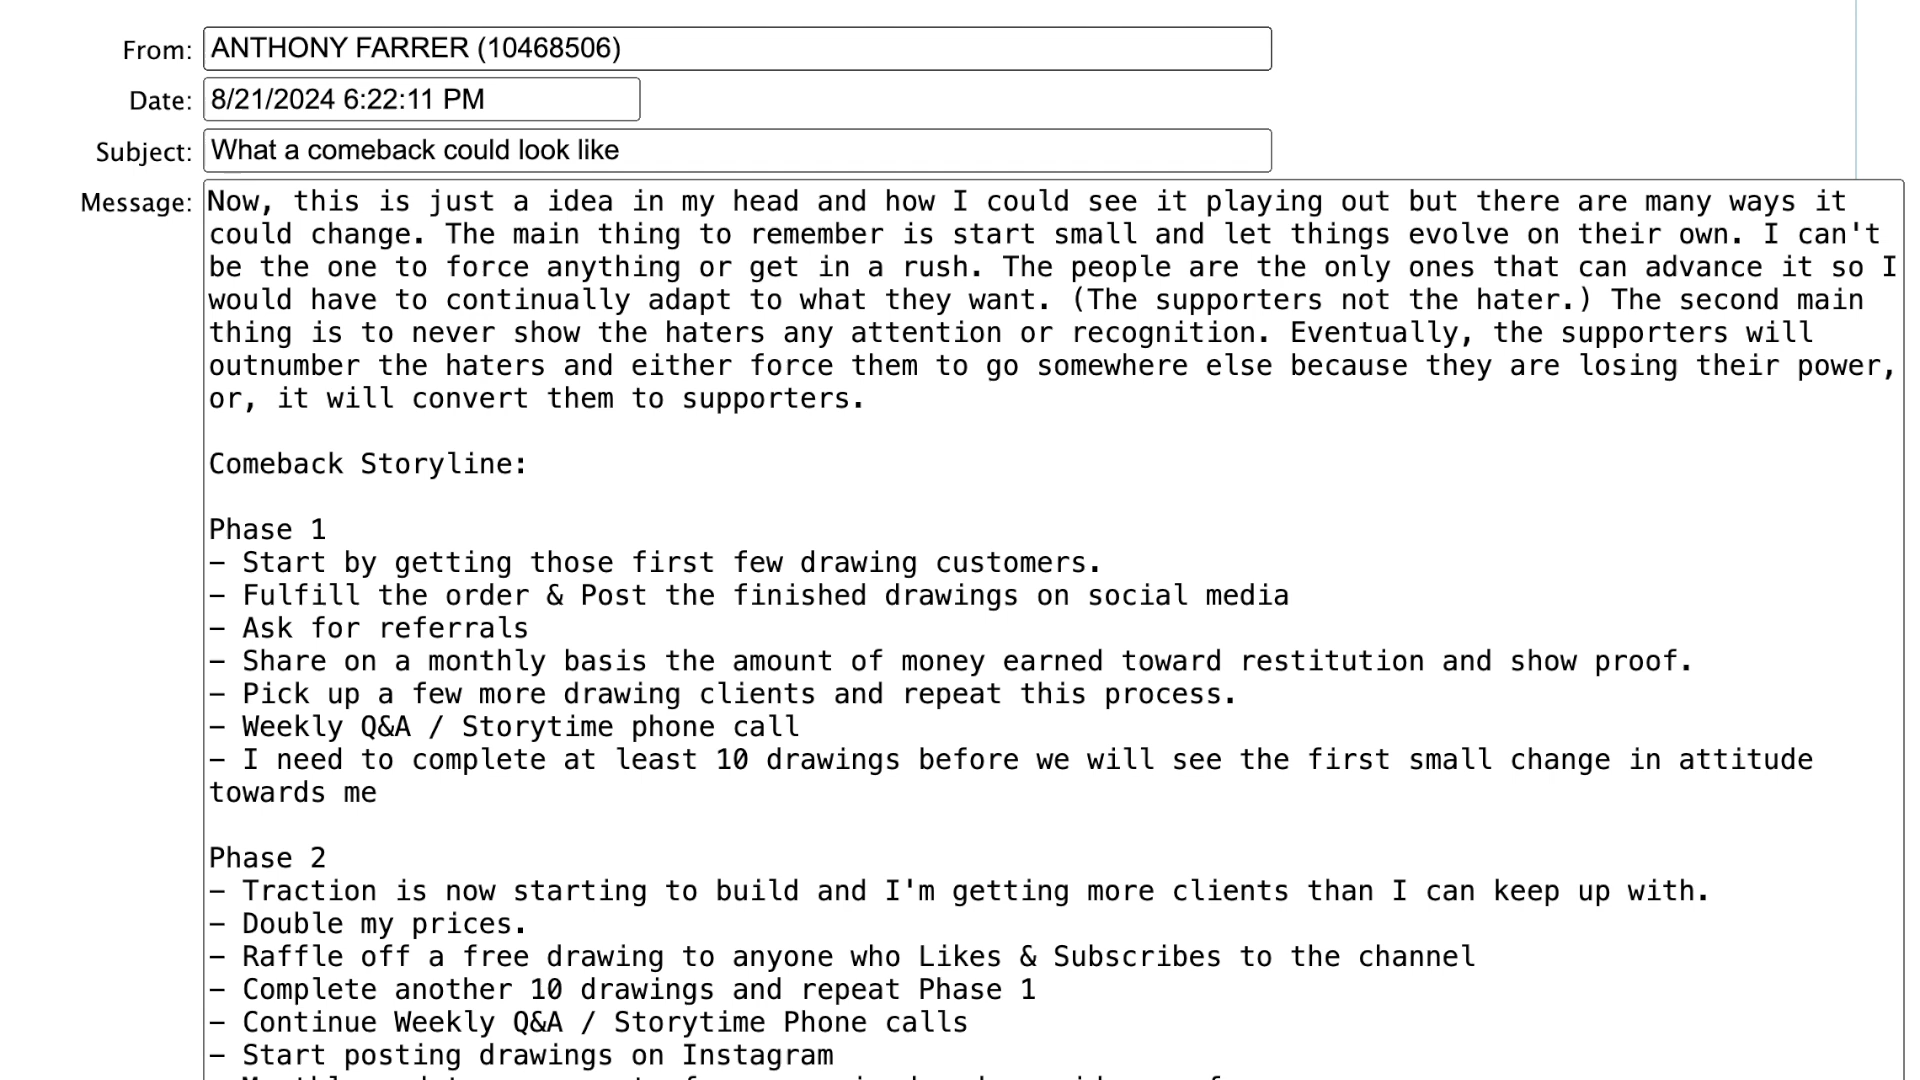 From: ANTHONY FARRER (10468506)
Date: 8/21/2024 6:22:11 PM
Subject: What a comeback could look like
Message: Now, this is just a idea in my head and how I could see it playing out but there are many ways it
could change. The main thing to remember is start small and let things evolve on their own. I can't
be the one to force anything or get in a rush. The people are the only ones that can advance it so I
would have to continually adapt to what they want. (The supporters not the hater.) The second main
thing is to never show the haters any attention or recognition. Eventually, the supporters will
outnumber the haters and either force them to go somewhere else because they are losing their power,
or, it will convert them to supporters.
Comeback Storyline:
Phase 1
– Start by getting those first few drawing customers.
– Fulfill the order & Post the finished drawings on social media
– Ask for referrals
– Share on a monthly basis the amount of money earned toward restitution and show proof.
– Pick up a few more drawing clients and repeat this process.
– Weekly Q&A / Storytime phone call
– I need to complete at least 10 drawings before we will see the first small change in attitude
towards me
Phase 2
– Traction is now starting to build and I'm getting more clients than I can keep up with.
– Double my prices.
– Raffle off a free drawing to anyone who Likes & Subscribes to the channel
– Complete another 10 drawings and repeat Phase 1
– Continue Weekly Q&A / Storytime Phone calls
– Start posting drawings on Instagram